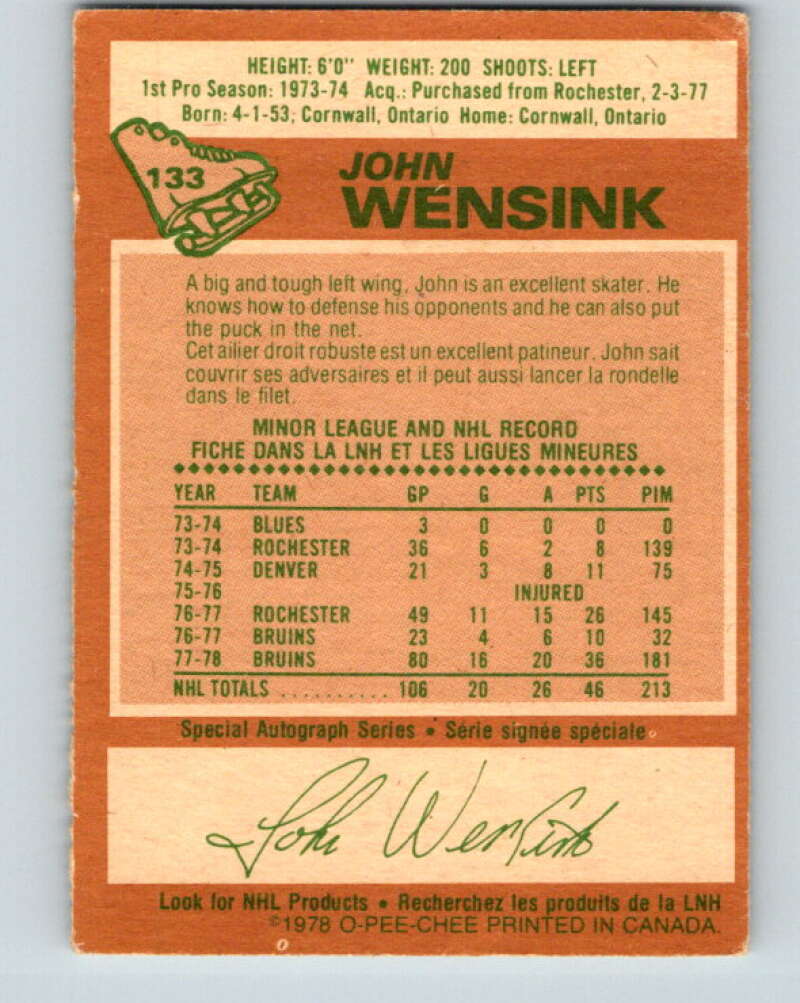 HEIGHT: 6'0" WEIGHT: 200 SHOOTS: LEFT
1st Pro Season: 1973-74 Acq.: Purchased from Rochester, 2-3-77
Born: 4-1-53; Cornwall, Ontario Home: Cornwall, Ontario
133
JOHN
WENSINK
A big and tough left wing, John is an excellent skater. He
knows how to defense his opponents and he can also put
the puck in the net.
Cet ailier droit robuste est un excellent patineur. John sait
couvrir ses adversaires et il peut aussi lancer la rondelle
dans le filet.
MINOR LEAGUE AND NHL RECORD
FICHE DANS LA LNH ET LES LIGUES MINEURES
YEAR TEAM GP G A PTS PIM
73-74 BLUES 3 0 0 0 0
73-74 ROCHESTER 36 6 2 8 139
74-75 DENVER 21 3 8 11 75
75-76 INJURED
76-77 ROCHESTER 49 11 15 26 145
76-77 BRUINS 23 4 6 10 32
77-78 BRUINS 80 16 20 36 181
NHL TOTALS .......... 106 20 26 46 213
Special Autograph Series • Série signée spéciale
John Wensink
Look for NHL Products • Recherchez les produits de la LNH
©1978 O-PEE-CHEE PRINTED IN CANADA.